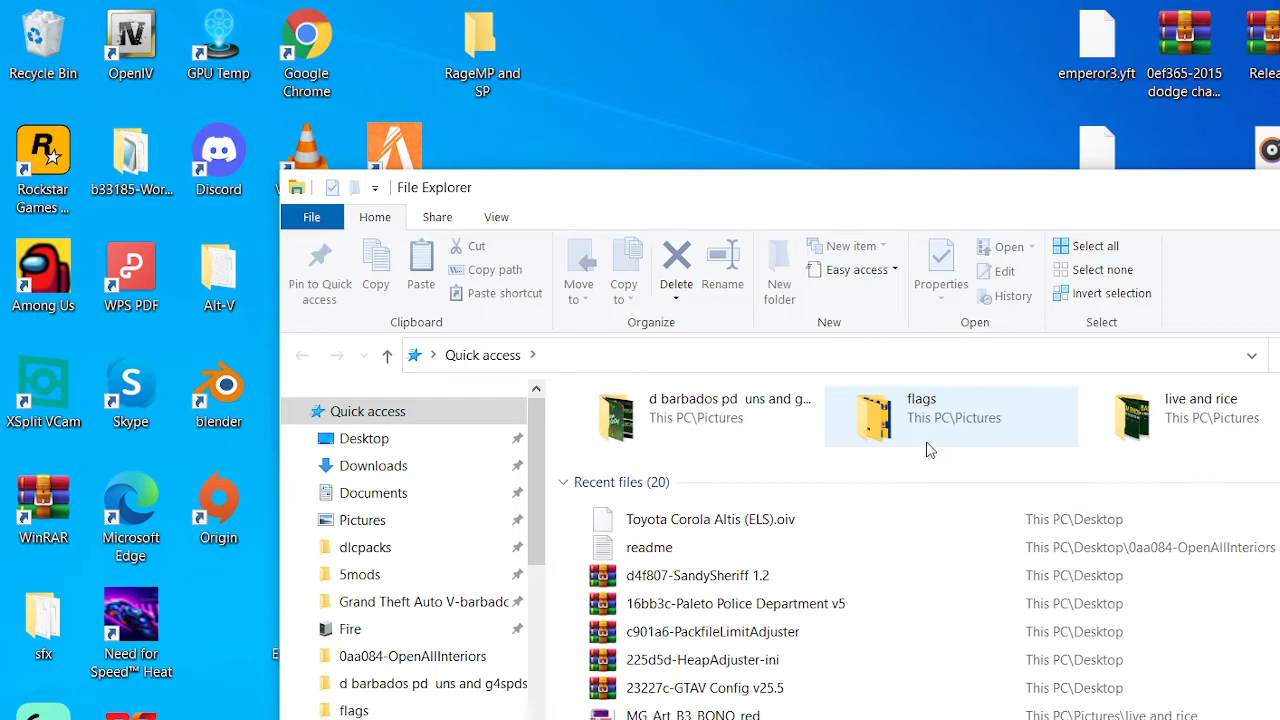 Recycle Bin
OpenIV
GPU Temp
Google
Chrome
RageMP and
SP
emperor3.yft
0ef365-2015
dodge cha...
Relea
Rockstar
Games ...
b33185-Wor...
Discord
Among Us
WPS PDF
Alt-V
XSplit VCam
Skype
blender
WinRAR
Microsoft
Edge
Origin
sfx
Need for
Speed™ Heat
File Explorer
File
Home
Share
View
Pin to Quick
access
Copy
Paste
Cut
Copy path
Paste shortcut
Clipboard
Move
to
Copy
to
Delete
Rename
Organize
New
folder
New item
Easy access
New
Properties
Open
Edit
History
Open
Select all
Select none
Invert selection
Select
Quick access
Quick access
Desktop
Downloads
Documents
Pictures
dlcpacks
5mods
Grand Theft Auto V-barbadc
Fire
0aa084-OpenAllInteriors
d barbados pd uns and g4spds
flags
d barbados pd uns and g...
This PC\Pictures
flags
This PC\Pictures
live and rice
This PC\Pictures
Recent files (20)
Toyota Corola Altis (ELS).oiv This PC\Desktop
readme This PC\Desktop\0aa084-OpenAllInteriors
d4f807-SandySheriff 1.2 This PC\Desktop
16bb3c-Paleto Police Department v5 This PC\Desktop
c901a6-PackfileLimitAdjuster This PC\Desktop
225d5d-HeapAdjuster-ini This PC\Desktop
23227c-GTAV Config v25.5 This PC\Desktop
MG_Art_B3_BONO_red This PC\Pictures\live and rice